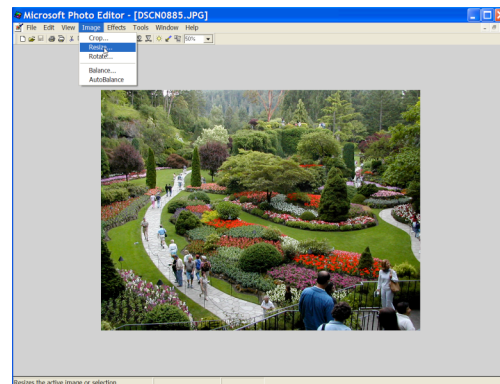 Microsoft Photo Editor - [DSCN0885.JPG]
File Edit View Image Effects Tools Window Help
50%
Crop...
Resize...
Rotate...
Balance...
AutoBalance
Resizes the active image or selection